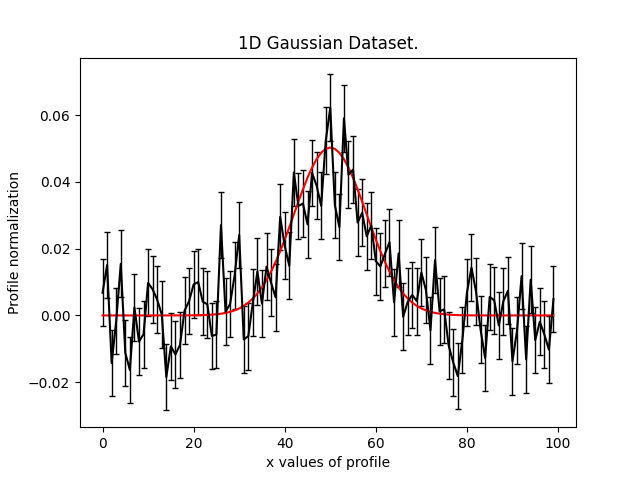 1D Gaussian Dataset.
Profile normalization
0.06
0.04
0.02
0.00
−0.02
0 20 40 60 80 100
x values of profile